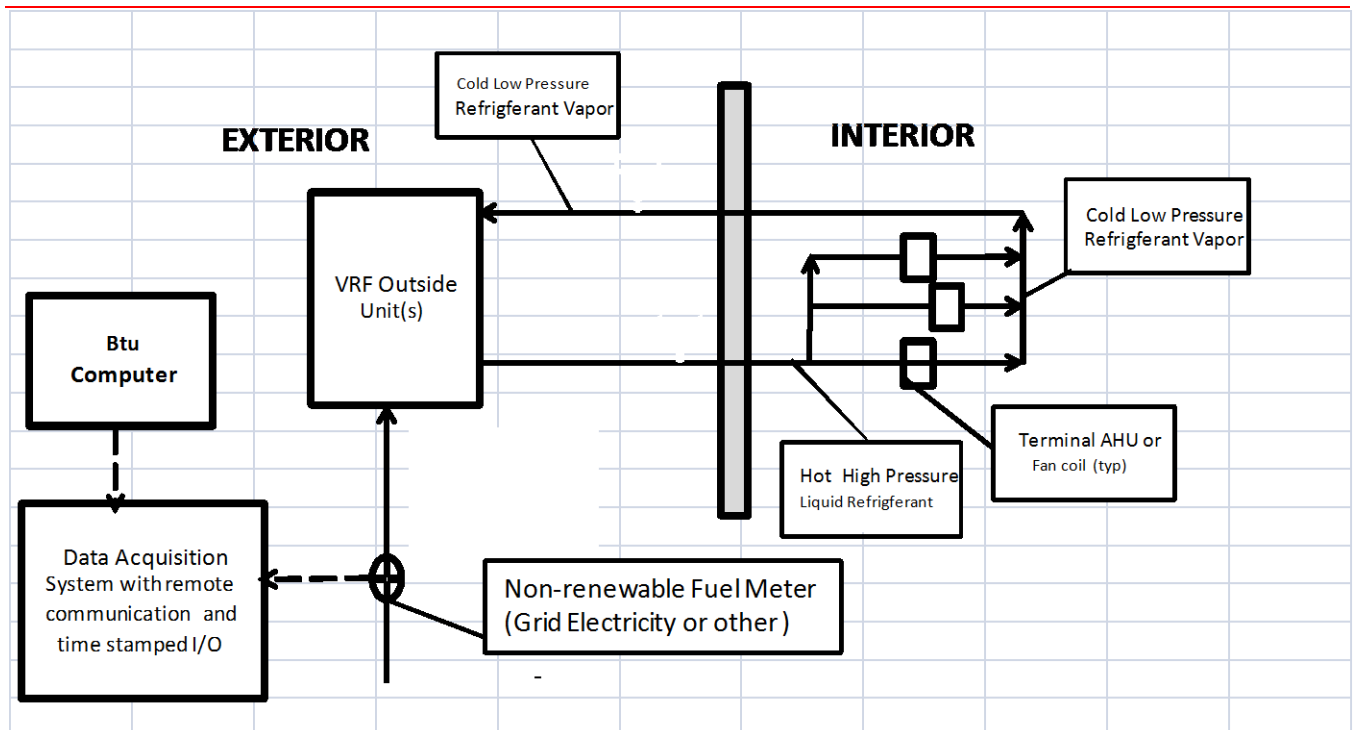 Cold Low Pressure
Refrigferant Vapor
EXTERIOR
INTERIOR
Cold Low Pressure
Refrigferant Vapor
VRF Outside
Unit(s)
Btu
Computer
Terminal AHU or
Fan coil (typ)
Hot High Pressure
Liquid Refrigferant
Data Acquisition
System with remote
communication and
time stamped I/O
Non-renewable Fuel Meter
(Grid Electricity or other )
-